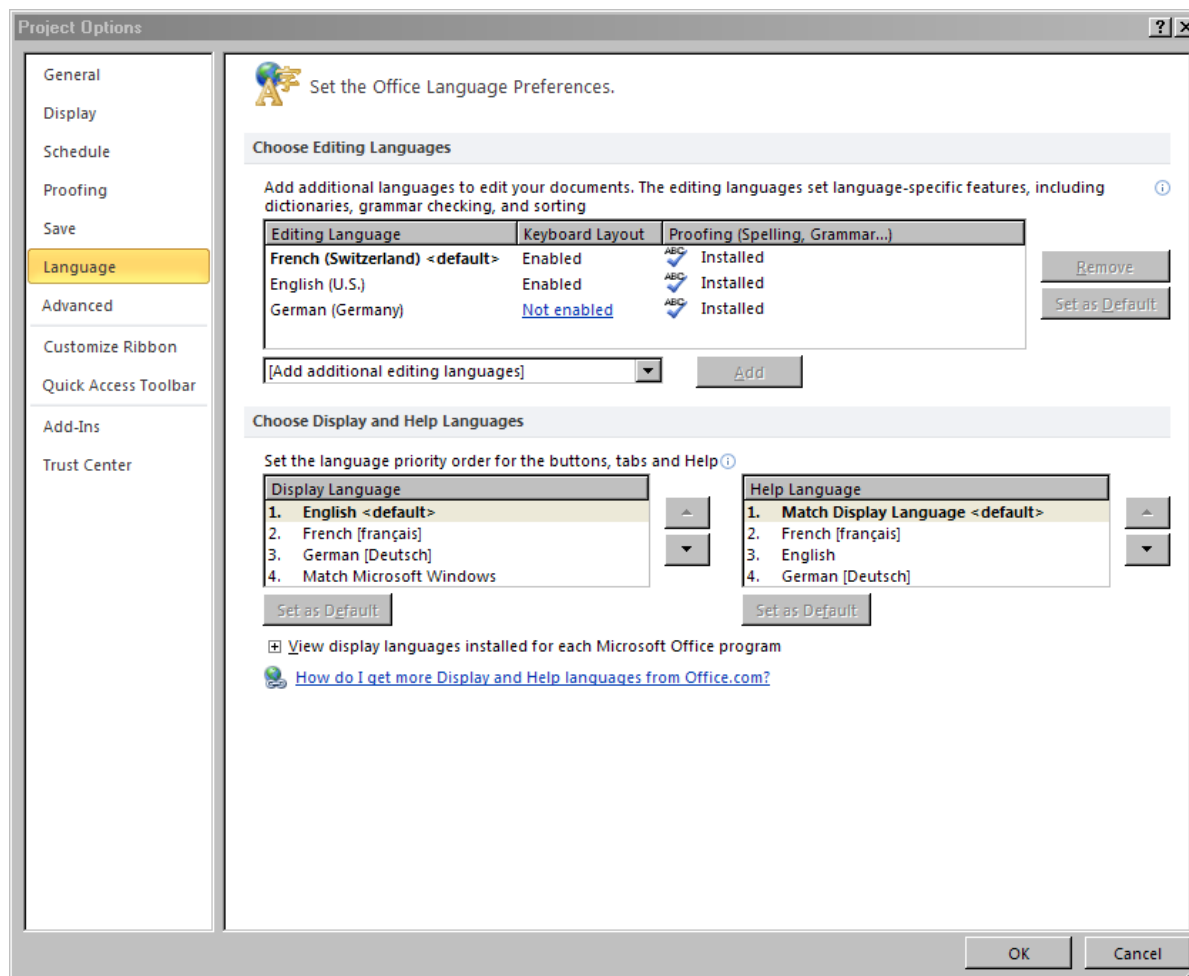 Project Options
General
Display
Schedule
Proofing
Save
Language
Advanced
Customize Ribbon
Quick Access Toolbar
Add-Ins
Trust Center
Set the Office Language Preferences.
Choose Editing Languages
Add additional languages to edit your documents. The editing languages set language-specific features, including
dictionaries, grammar checking, and sorting
Editing Language Keyboard Layout Proofing (Spelling, Grammar...)
French (Switzerland) <default> Enabled ABC Installed
English (U.S.) Enabled ABC Installed
German (Germany) Not enabled ABC Installed
Remove
Set as Default
[Add additional editing languages] Add
Choose Display and Help Languages
Set the language priority order for the buttons, tabs and Help
Display Language
1. English <default>
2. French [français]
3. German [Deutsch]
4. Match Microsoft Windows
Set as Default
Help Language
1. Match Display Language <default>
2. French [français]
3. English
4. German [Deutsch]
Set as Default
View display languages installed for each Microsoft Office program
How do I get more Display and Help languages from Office.com?
OK Cancel